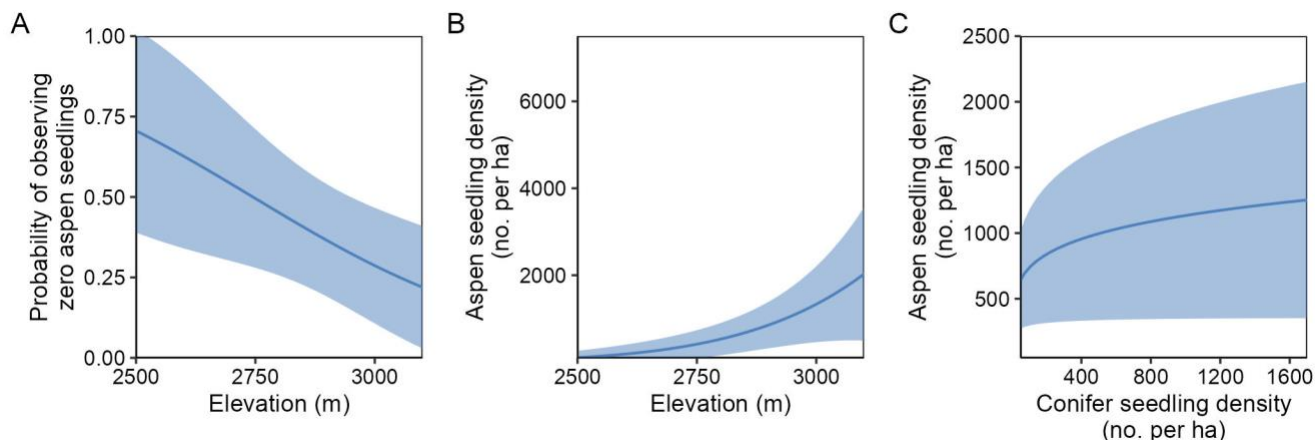 A
Probability of observing
zero aspen seedlings
1.00
0.75
0.50
0.25
0.00
2500 2750 3000
Elevation (m)
B
Aspen seedling density
(no. per ha)
6000
4000
2000
2500 2750 3000
Elevation (m)
C
Aspen seedling density
(no. per ha)
2500
2000
1500
1000
500
400 800 1200 1600
Conifer seedling density
(no. per ha)